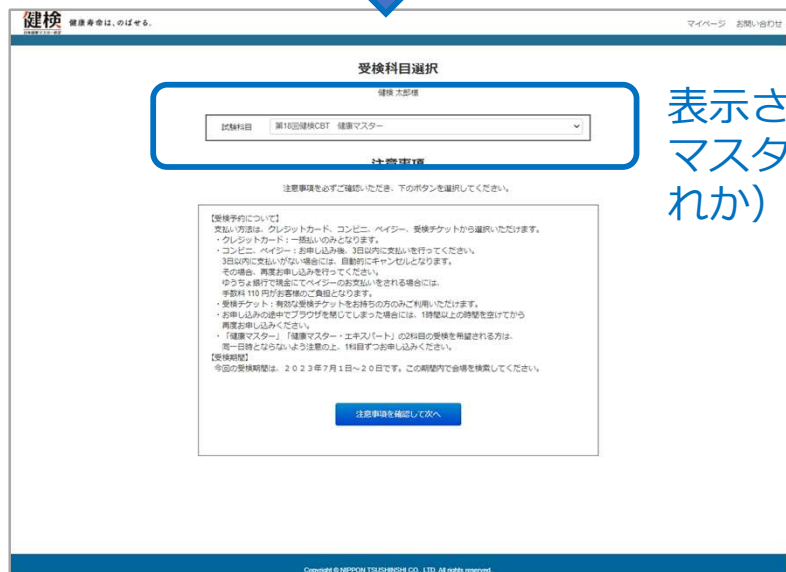 健検 健康寿命は、のばせる。
マイページ お問い合わせ
受検科目選択
健検 太郎様
試験科目 第18回健検CBT 健康マスター
表示さ
マスタ
れか）
注意事項
注意事項を必ずご確認いただき、下のボタンを選択してください。
【受検予約について】
支払い方法は、クレジットカード、コンビニ、ペイジー、受検チケットから選択いただけます。
・クレジットカード：一括払いのみとなります。
・コンビニ、ペイジー：お申し込み後、3日以内に支払いを行ってください。
3日以内に支払いがない場合には、自動的にキャンセルとなります。
その場合、再度お申し込みを行ってください。
ゆうちょ銀行で現金にてペイジーのお支払いをされる場合には、
手数料 110 円がお客様のご負担となります。
・受検チケット：有効な受検チケットをお持ちの方のみご利用いただけます。
・お申し込みの途中でブラウザを閉じてしまった場合には、1時間以上の時間を空けてから
再度お申し込みください。
・「健康マスター」「健康マスター・エキスパート」の2科目の受検を希望される方は、
同一日時とならないよう注意の上、1科目ずつお申し込みください。
【受検期間】
今回の受検期間は、２０２３年７月１日～２０日です。この期間内で会場を検索してください。
注意事項を確認して次へ
Copyright © NIPPON TSUSHINSHI CO., LTD. All rights reserved.